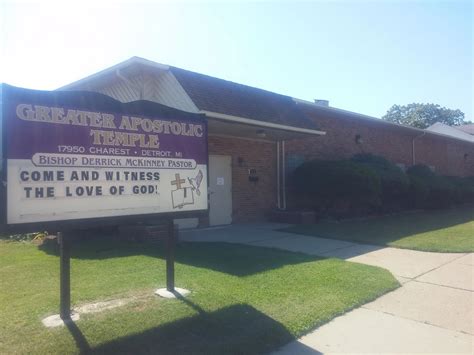 GREATER APOSTOLIC
TEMPLE
17950 CHAREST • DETROIT, MI
BISHOP DERRICK MCKINNEY PASTOR
COME AND WITNESS
THE LOVE OF GOD!